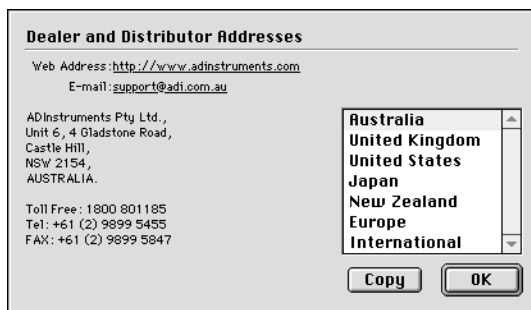 Dealer and Distributor Addresses
Web Address:http://www.adinstruments.com
E-mail:support@adi.com.au
ADInstruments Pty Ltd.,
Unit 6, 4 Gladstone Road,
Castle Hill,
NSW 2154,
AUSTRALIA.
Toll Free: 1800 801185
Tel: +61 (2) 9899 5455
FAX: +61 (2) 9899 5847
Australia
United Kingdom
United States
Japan
New Zealand
Europe
International
Copy
OK